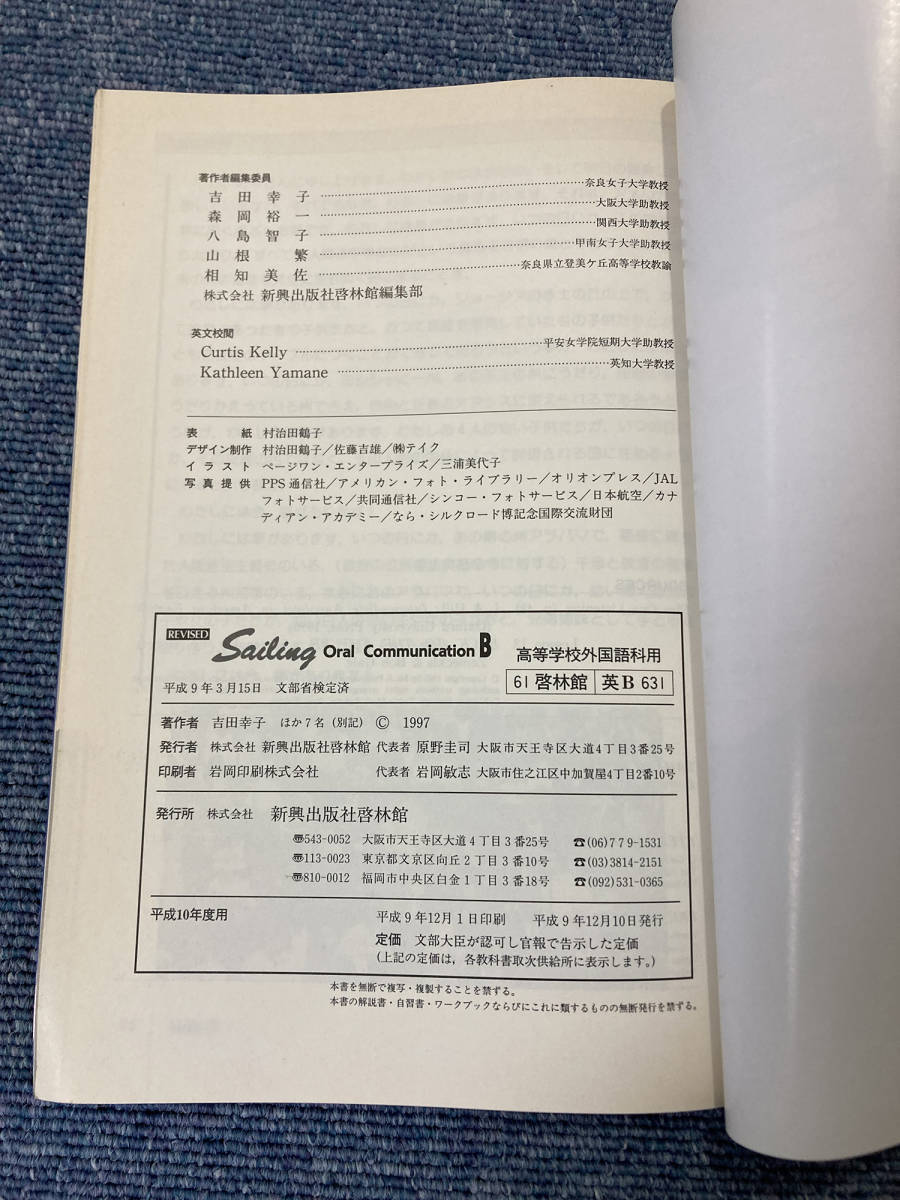 著作者編集委員
吉田幸子……奈良女子大学教授
森岡裕一……大阪大学助教授
八島智子……関西大学助教授
山根 繁……甲南女子大学助教授
相知美佐……奈良県立登美ケ丘高等学校教諭
株式会社 新興出版社啓林館編集部
英文校閲
Curtis Kelly……平安女学院短期大学助教授
Kathleen Yamane……英知大学教授
表紙 村治田鶴子
デザイン制作 村治田鶴子／佐藤吉雄／㈱テイク
イラスト ページワン・エンタープライズ／三浦美代子
写真提供 PPS通信社／アメリカン・フォト・ライブラリー／オリオンプレス／JAL
フォトサービス／共同通信社／シンコー・フォトサービス／日本航空／カナ
ディアン・アカデミー／なら・シルクロード博記念国際交流財団
REVISED Sailing Oral Communication B 高等学校外国語科用
平成9年3月15日 文部省検定済 61 啓林館 英B 631
著作者 吉田幸子 ほか7名（別記） © 1997
発行者 株式会社 新興出版社啓林館 代表者 原野圭司 大阪市天王寺区大道4丁目3番25号
印刷者 岩岡印刷株式会社 代表者 岩岡敏志 大阪市住之江区中加賀屋4丁目2番10号
発行所 株式会社 新興出版社啓林館
〠543-0052 大阪市天王寺区大道4丁目3番25号 ☎(06)779-1531
〠113-0023 東京都文京区向丘2丁目3番10号 ☎(03)3814-2151
〠810-0012 福岡市中央区白金1丁目3番18号 ☎(092)531-0365
平成10年度用 平成9年12月1日印刷 平成9年12月10日発行
定価 文部大臣が認可し官報で告示した定価
（上記の定価は，各教科書取次供給所に表示します。）
本書を無断で複写・複製することを禁ずる。
本書の解説書・自習書・ワークブックならびにこれに類するものの無断発行を禁ずる。